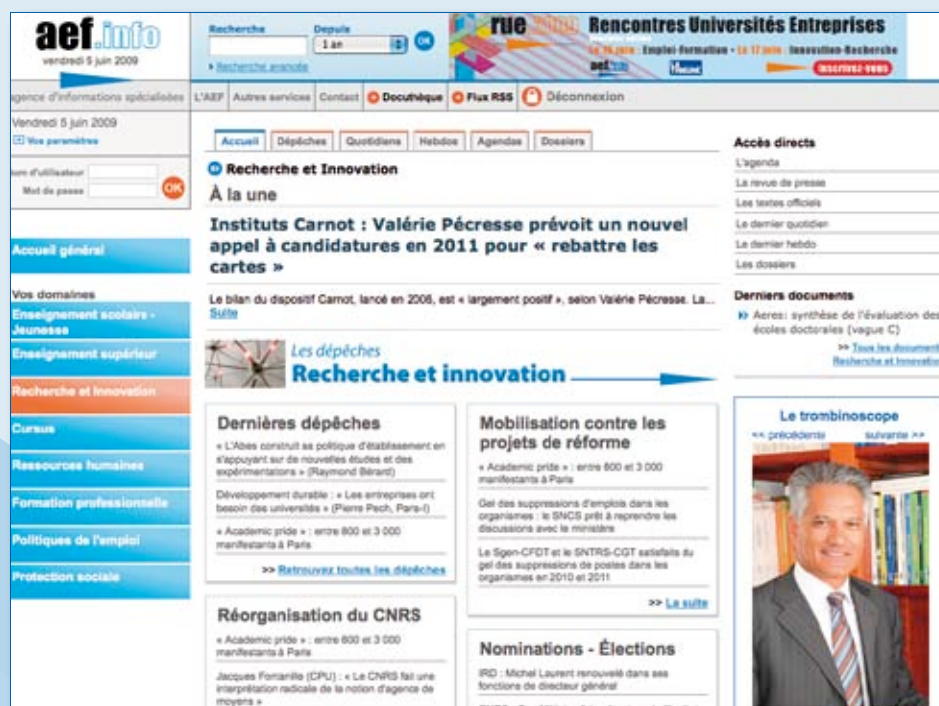 aef.info
vendredi 5 juin 2009
Recherche
Depuis
1 an
OK
Recherche avancée
rue
Rencontres Universités Entreprises
Le 16 juin : Emploi-formation - Le 17 juin : Innovation-Recherche
aef.info
inscrivez-vous
agence d'informations spécialisées
L'AEF
Autres services
Contact
Docuthèque
Flux RSS
Déconnexion
Vendredi 5 juin 2009
Vos paramètres
nom d'utilisateur
Mot de passe
OK
Accueil général
Vos domaines
Enseignement scolaire -
Jeunesse
Enseignement supérieur
Recherche et Innovation
Cursus
Ressources humaines
Formation professionnelle
Politiques de l'emploi
Protection sociale
Accueil
Dépêches
Quotidiens
Hebdos
Agendas
Dossiers
Recherche et Innovation
À la une
Instituts Carnot : Valérie Pécresse prévoit un nouvel
appel à candidatures en 2011 pour « rebattre les
cartes »
Le bilan du dispositif Carnot, lancé en 2006, est « largement positif », selon Valérie Pécresse. La...
Suite
Les dépêches
Recherche et innovation
Dernières dépêches
« L'Abes construit sa politique d'établissement en
s'appuyant sur de nouvelles études et des
expérimentations » (Raymond Bérard)
Développement durable : « Les entreprises ont
besoin des universités » (Pierre Pech, Paris-I)
« Academic pride » : entre 800 et 3 000
manifestants à Paris
>> Retrouvez toutes les dépêches
Réorganisation du CNRS
« Academic pride » : entre 800 et 3 000
manifestants à Paris
Jacques Fontanille (CPU) : « Le CNRS fait une
interprétation radicale de la notion d'agence de
moyens »
Mobilisation contre les
projets de réforme
« Academic pride » : entre 800 et 3 000
manifestants à Paris
Gel des suppressions d'emplois dans les
organismes : le SNCS prêt à reprendre les
discussions avec le ministère
Le Sgen-CFDT et le SNTRS-CGT satisfaits du
gel des suppressions de postes dans les
organismes en 2010 et 2011
>> La suite
Nominations - Élections
IRD : Michel Laurent renouvelé dans ses
fonctions de directeur général
Accès directs
L'agenda
La revue de presse
Les textes officiels
Le dernier quotidien
Le dernier hebdo
Les dossiers
Derniers documents
Aeres: synthèse de l'évaluation des
écoles doctorales (vague C)
>> Tous les document
Recherche et Innovatio
Le trombinoscope
<< précédente
suivante >>